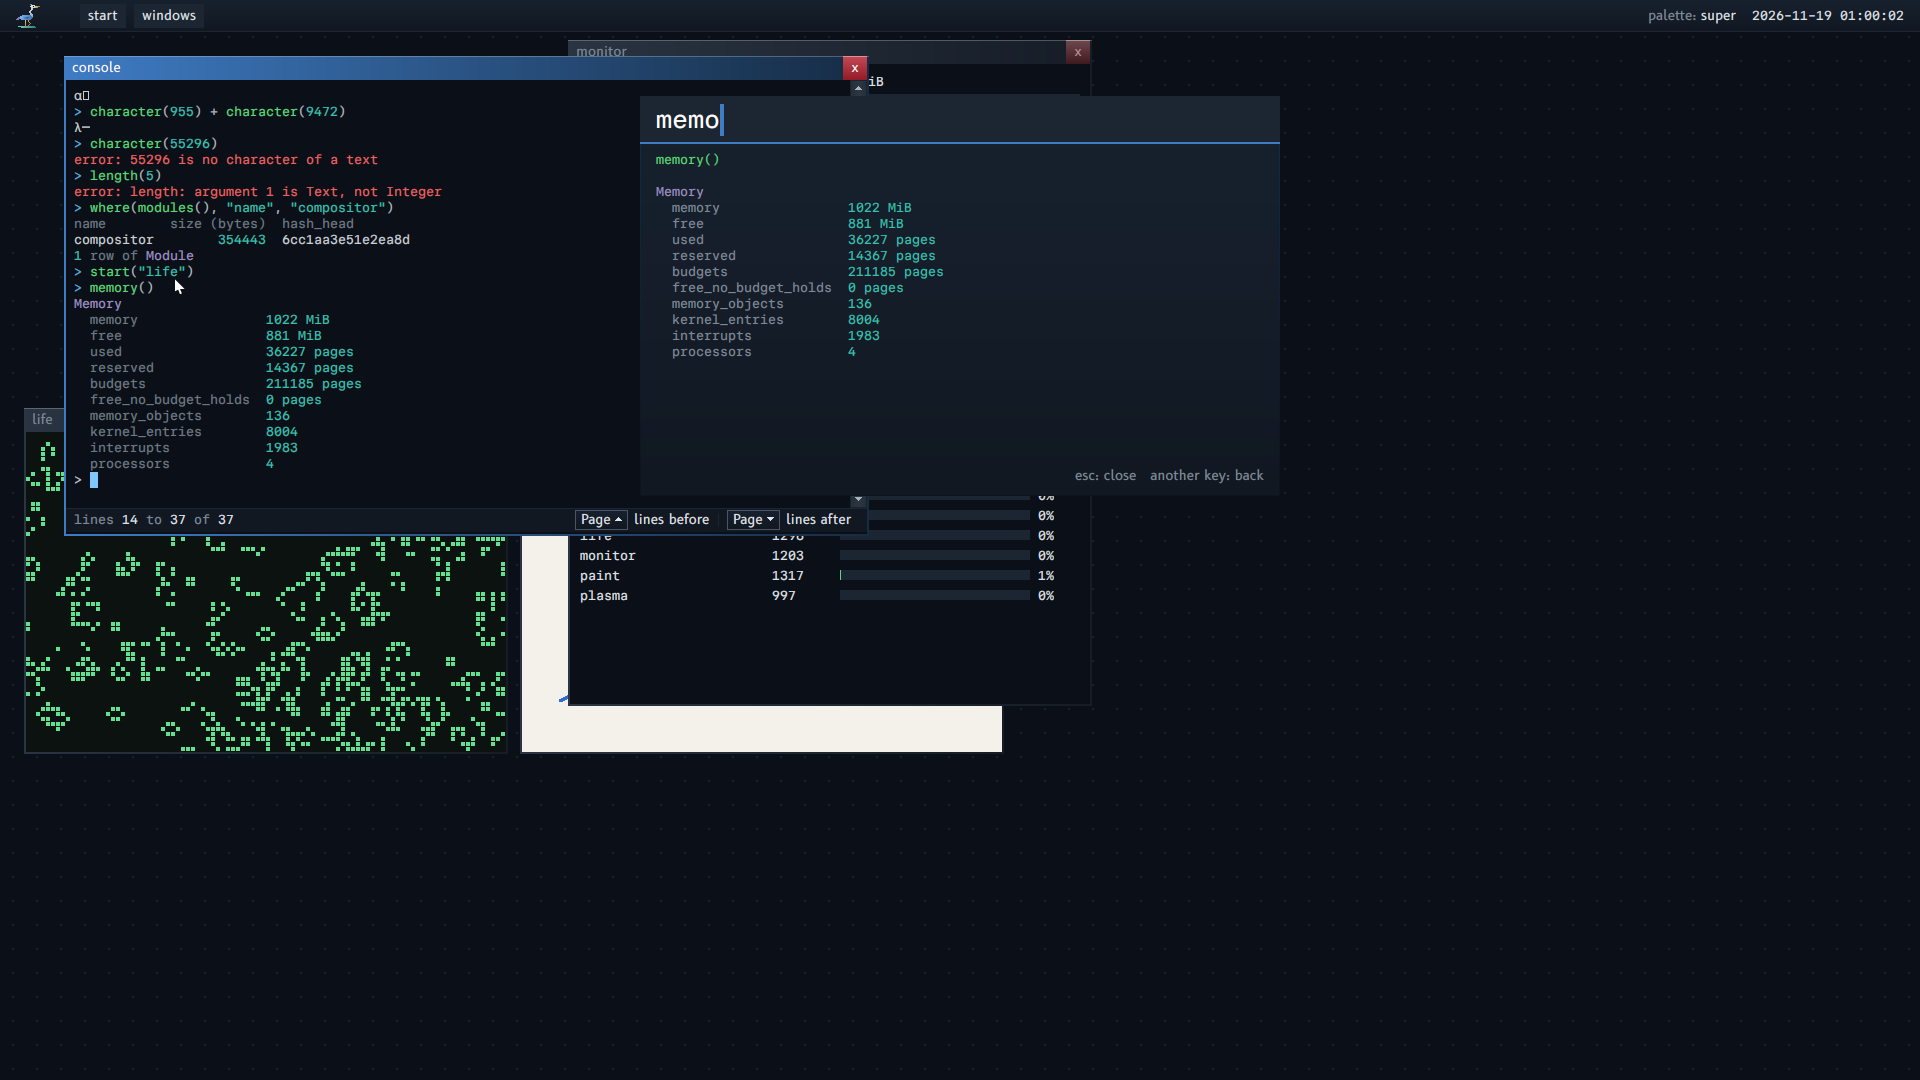 start windows palette: super 2026-11-19 01:00:02
monitor x
console x
iB
α
> character(955) + character(9472)
λ─
> character(55296)
error: 55296 is no character of a text
> length(5)
error: length: argument 1 is Text, not Integer
> where(modules(), "name", "compositor")
name size (bytes) hash_head
compositor 354443 6cc1aa3e51e2ea8d
1 row of Module
> start("life")
> memory()
Memory
memory 1022 MiB
free 881 MiB
used 36227 pages
reserved 14367 pages
budgets 211185 pages
free_no_budget_holds 0 pages
memory_objects 136
kernel_entries 8004
interrupts 1983
processors 4
>
lines 14 to 37 of 37 Page lines before Page lines after
memo
memory()
Memory
memory 1022 MiB
free 881 MiB
used 36227 pages
reserved 14367 pages
budgets 211185 pages
free_no_budget_holds 0 pages
memory_objects 136
kernel_entries 8004
interrupts 1983
processors 4
esc: close another key: back
life
0%
0%
life 1298 0%
monitor 1203 0%
paint 1317 1%
plasma 997 0%